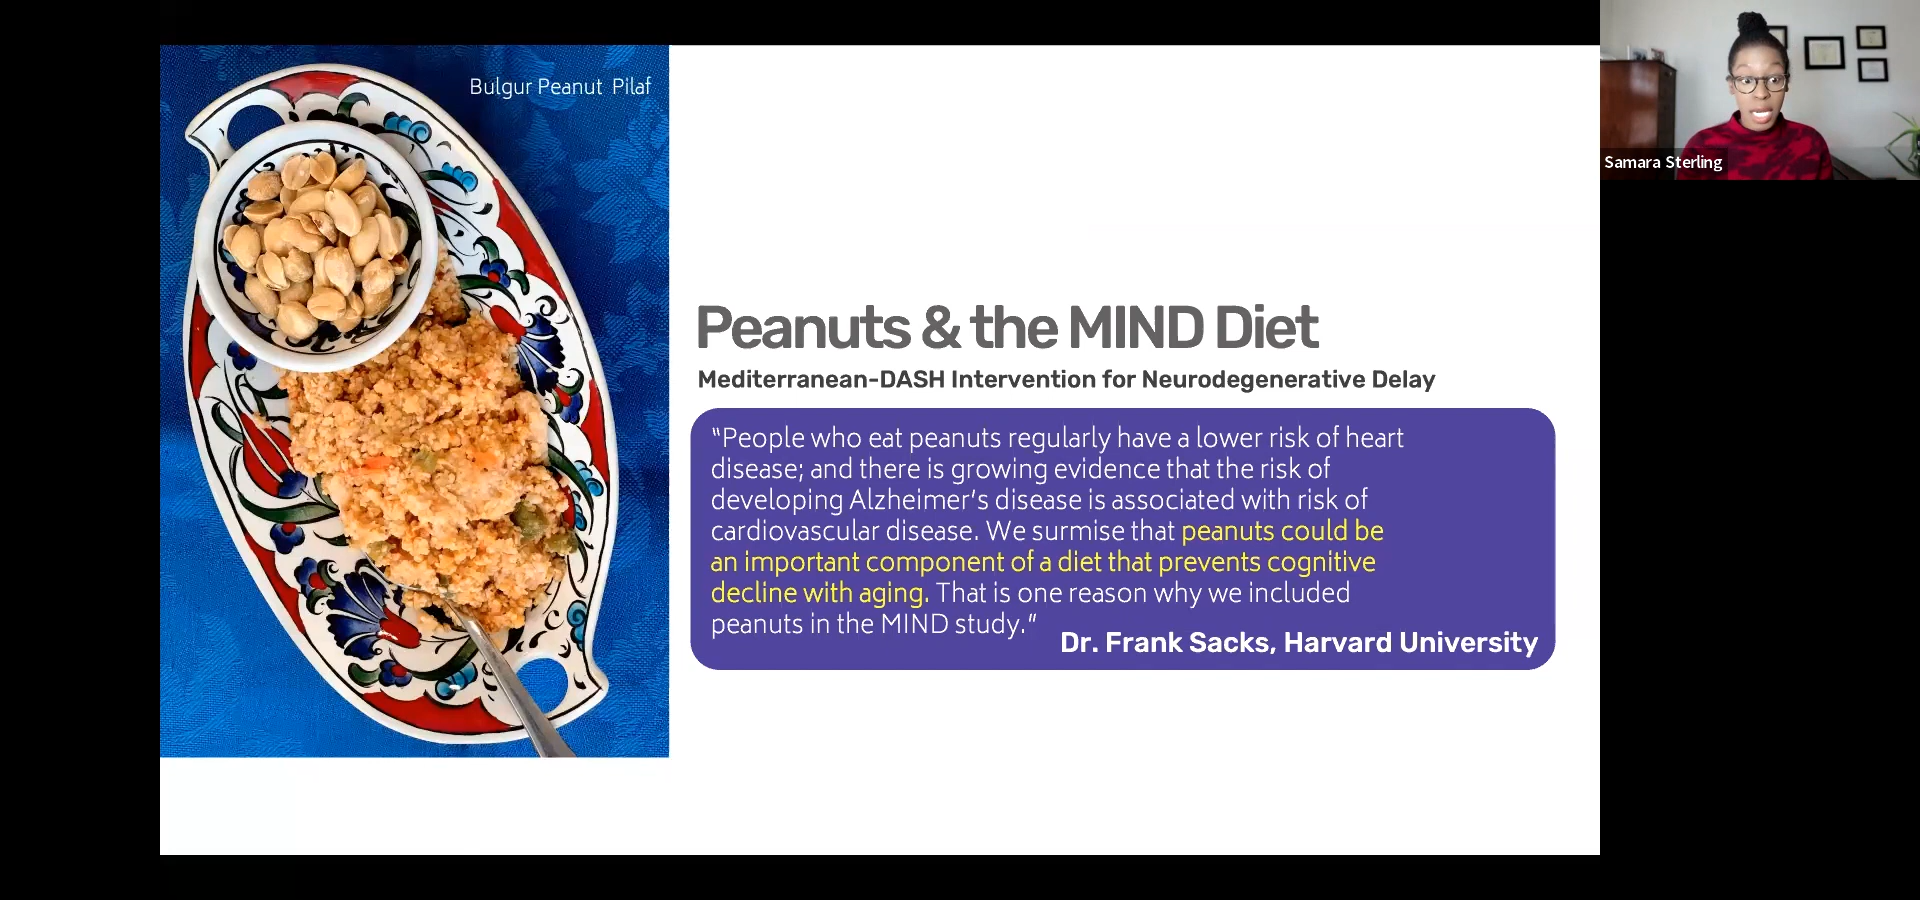 Bulgur Peanut Pilaf
Samara Sterling
Peanuts & the MIND Diet
Mediterranean-DASH Intervention for Neurodegenerative Delay
“People who eat peanuts regularly have a lower risk of heart
disease; and there is growing evidence that the risk of
developing Alzheimer’s disease is associated with risk of
cardiovascular disease. We surmise that peanuts could be
an important component of a diet that prevents cognitive
decline with aging. That is one reason why we included
peanuts in the MIND study.”
Dr. Frank Sacks, Harvard University